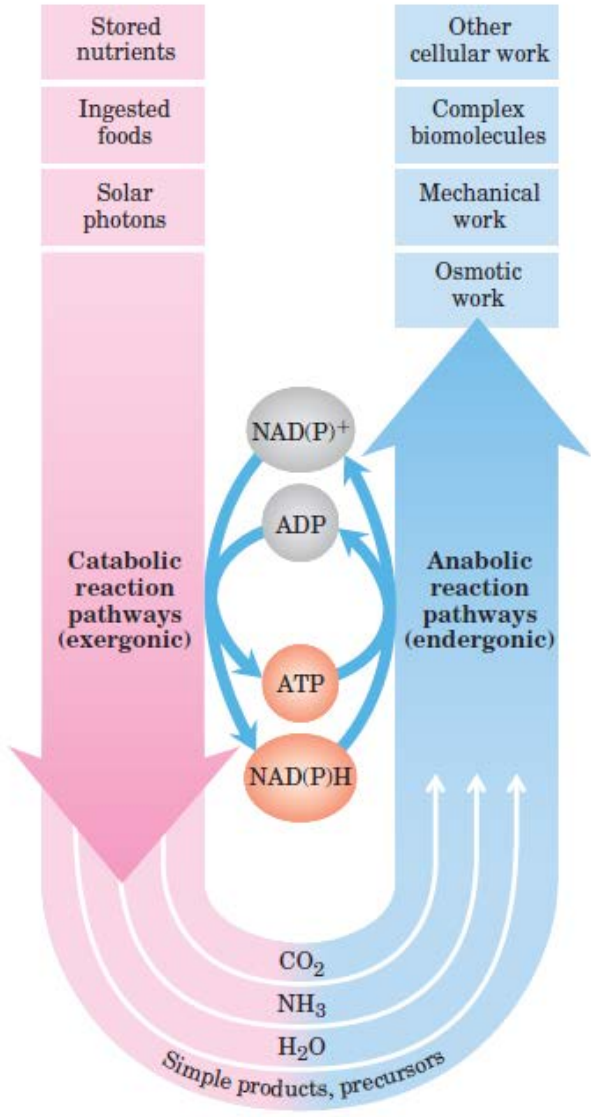 Stored
nutrients
Ingested
foods
Solar
photons
Other
cellular work
Complex
biomolecules
Mechanical
work
Osmotic
work
NAD(P)+
ADP
Catabolic
reaction
pathways
(exergonic)
Anabolic
reaction
pathways
(endergonic)
ATP
NAD(P)H
CO₂
NH₃
H₂O
Simple products, precursors